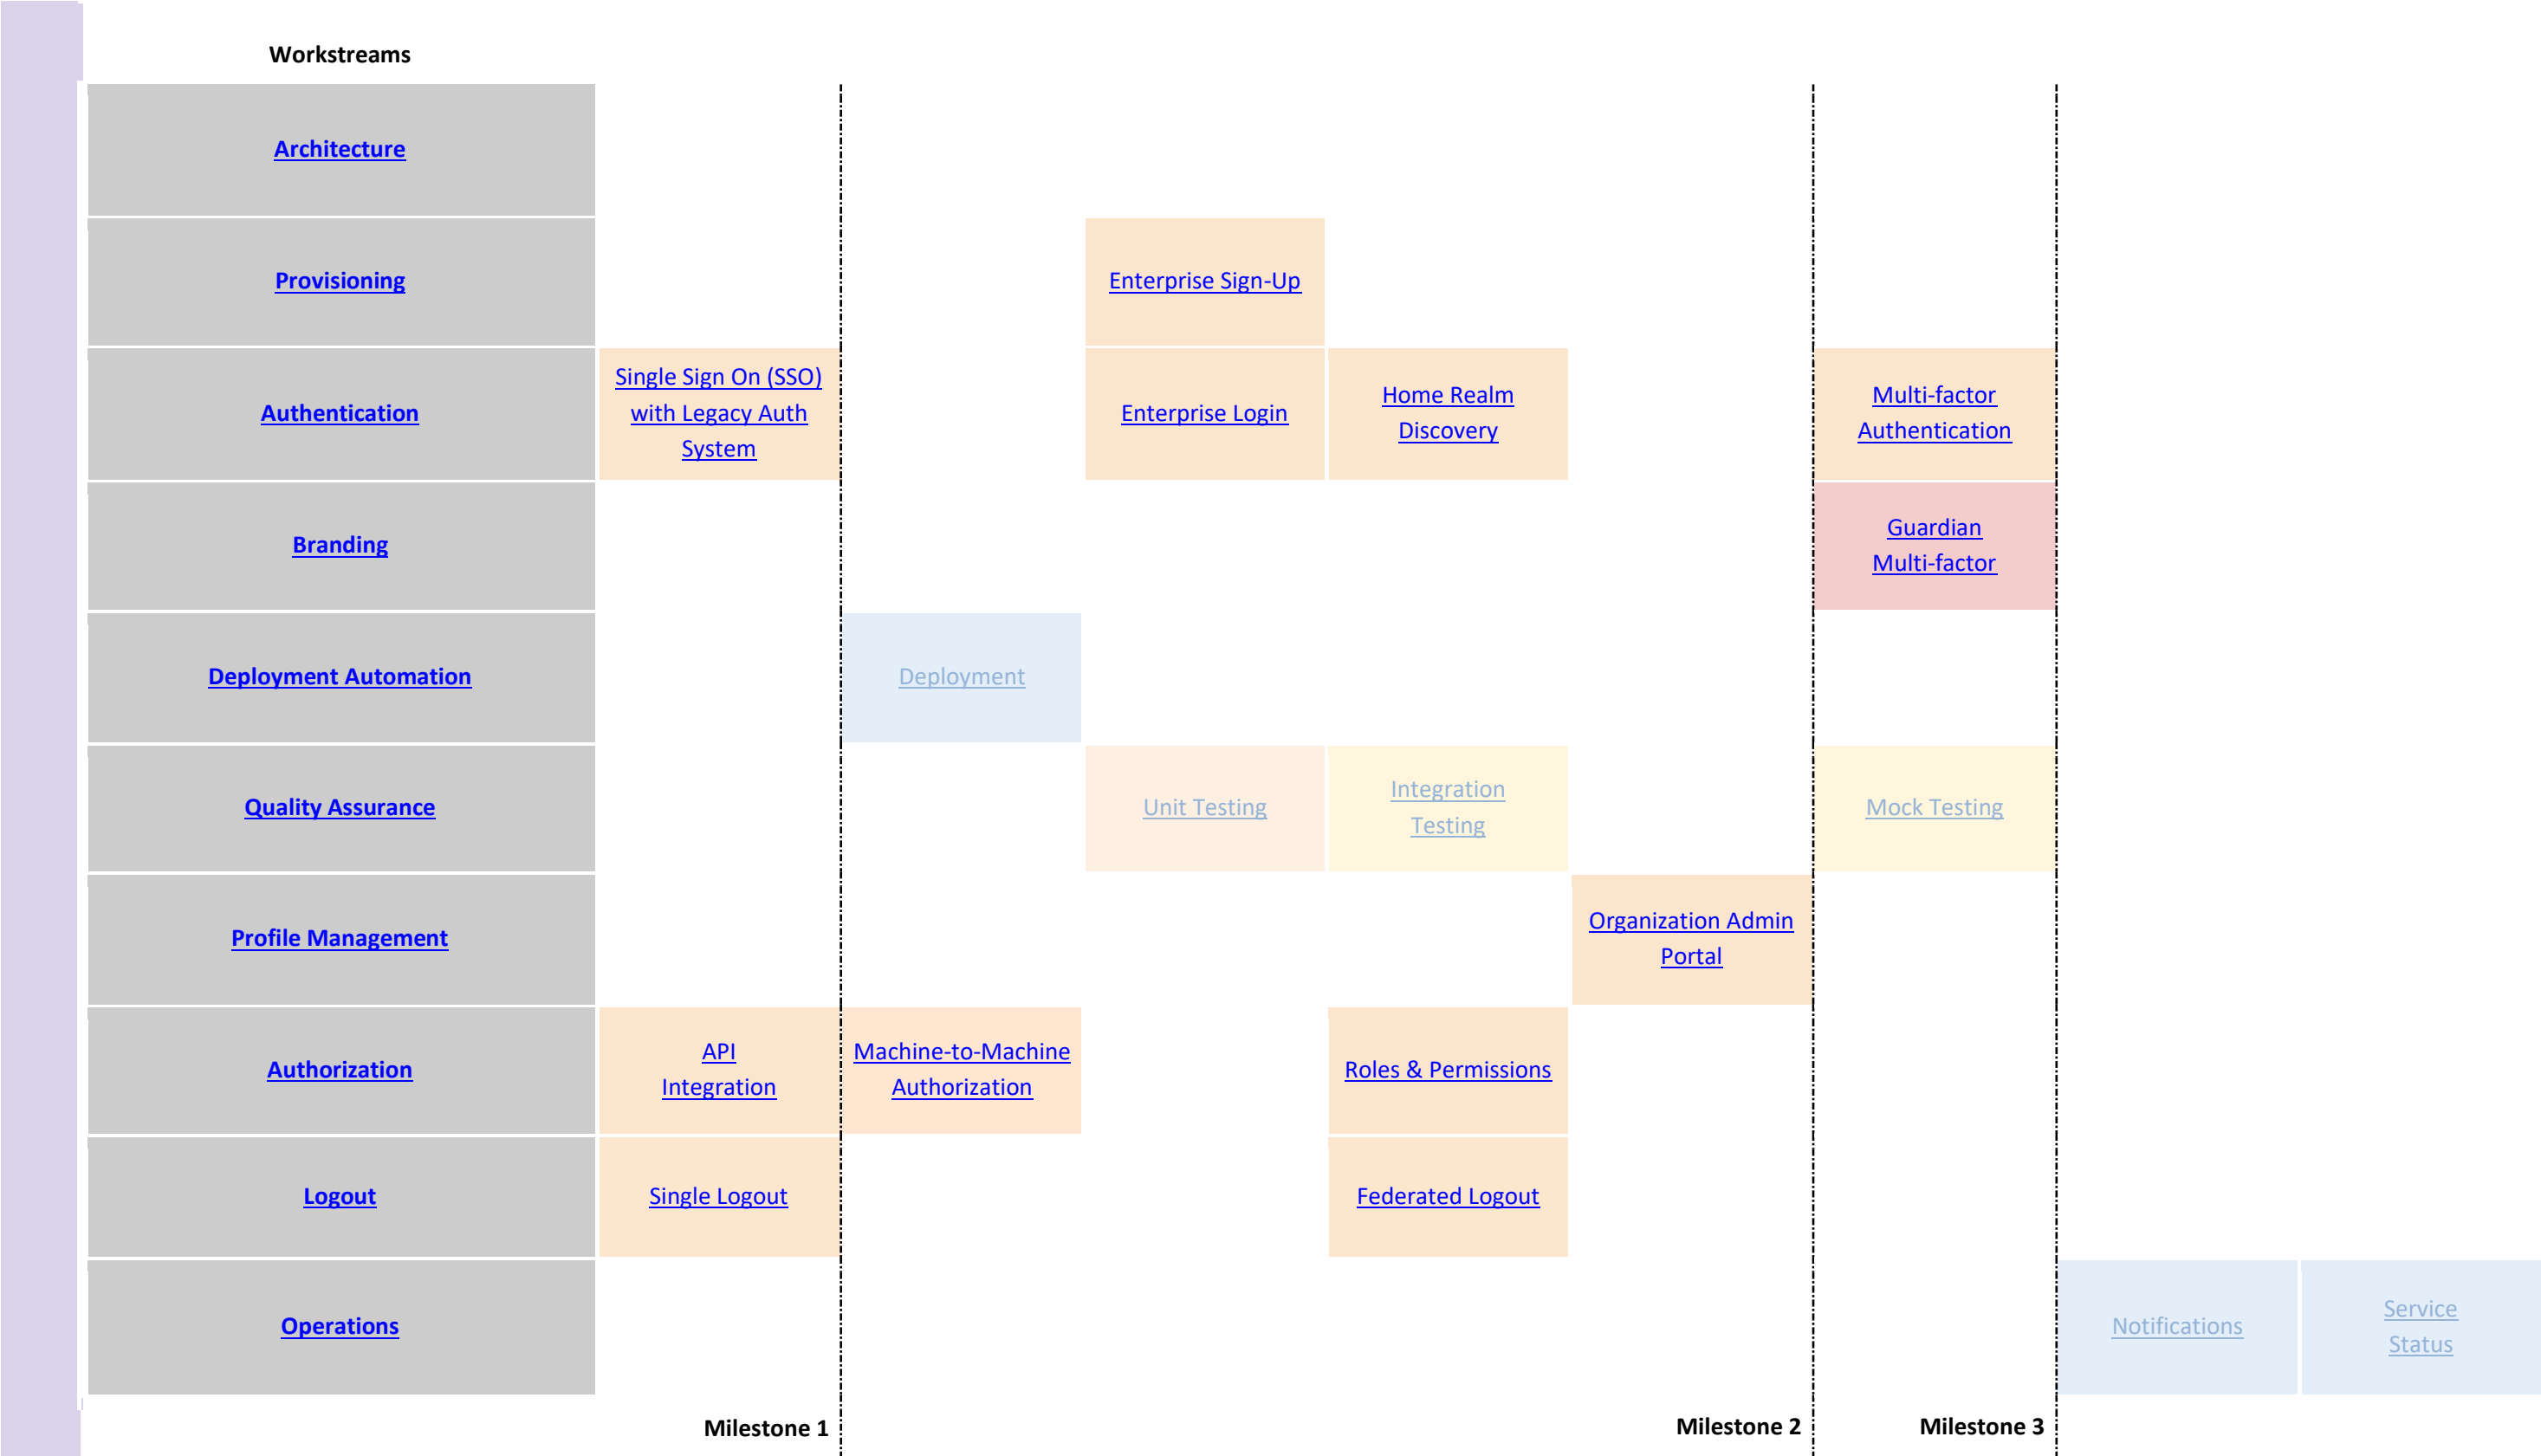 Workstreams
Architecture
Provisioning
Enterprise Sign-Up
Authentication
Single Sign On (SSO)
with Legacy Auth
System
Enterprise Login
Home Realm
Discovery
Multi-factor
Authentication
Branding
Guardian
Multi-factor
Deployment Automation
Deployment
Quality Assurance
Unit Testing
Integration
Testing
Mock Testing
Profile Management
Organization Admin
Portal
Authorization
API
Integration
Machine-to-Machine
Authorization
Roles & Permissions
Logout
Single Logout
Federated Logout
Operations
Notifications
Service
Status
Milestone 1
Milestone 2
Milestone 3